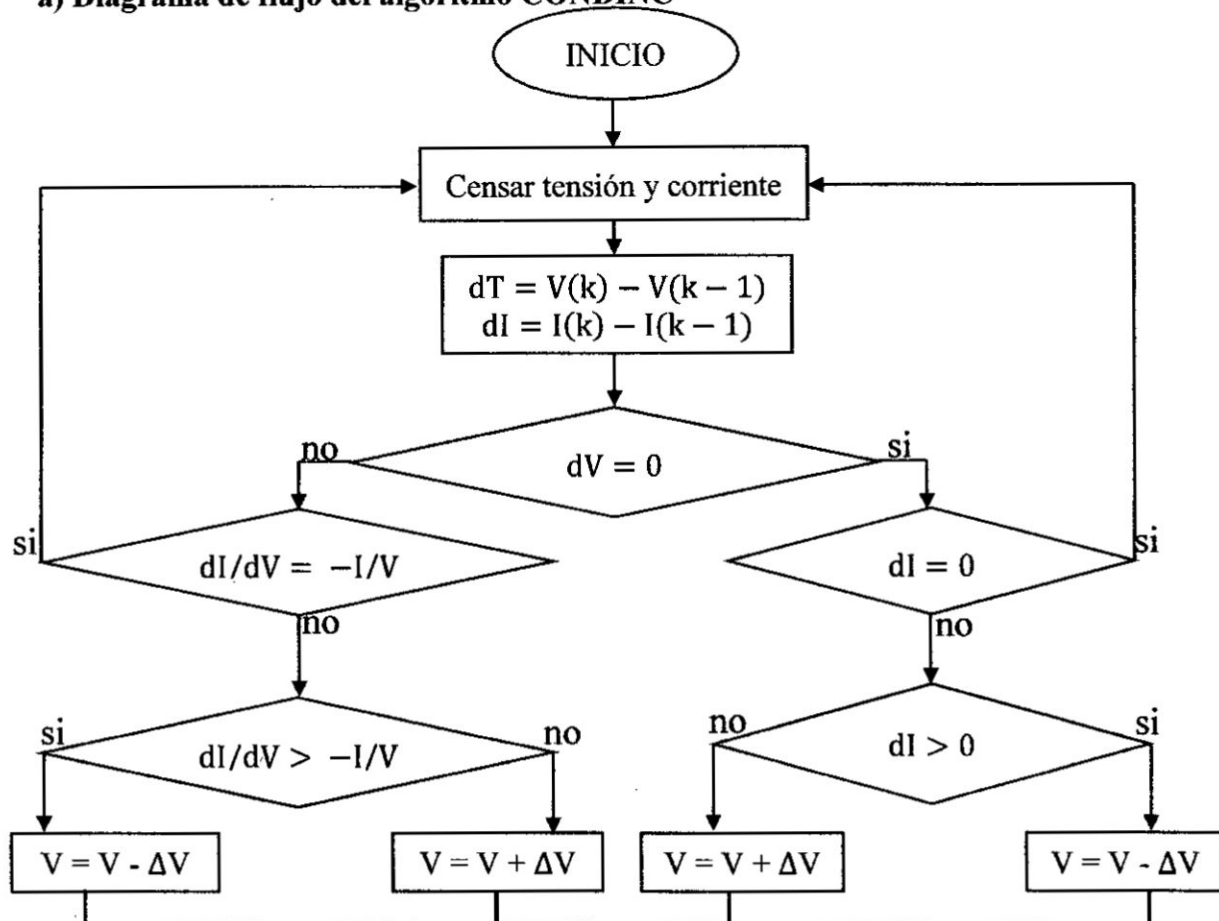 a) Diagrama de flujo del algoritmo CONDINC
INICIO
Censar tensión y corriente
dT = V(k) − V(k − 1)
dI = I(k) − I(k − 1)
no
si
dV = 0
si
dI/dV = −I/V
dI = 0
si
no
no
si
dI/dV > −I/V
no
no
dI > 0
si
V = V - ΔV
V = V + ΔV
V = V + ΔV
V = V - ΔV